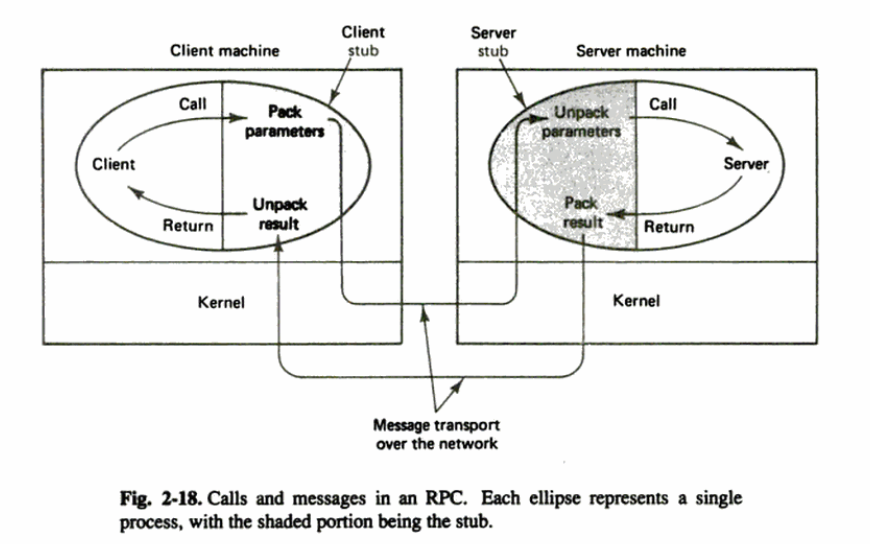 Client
stub
Server
stub
Client machine
Server machine
Call
Pack
parameters
Client
Unpack
result
Return
Kernel
Unpack
parameters
Call
Server
Pack
result
Return
Kernel
Message transport
over the network
Fig. 2-18. Calls and messages in an RPC. Each ellipse represents a single
process, with the shaded portion being the stub.